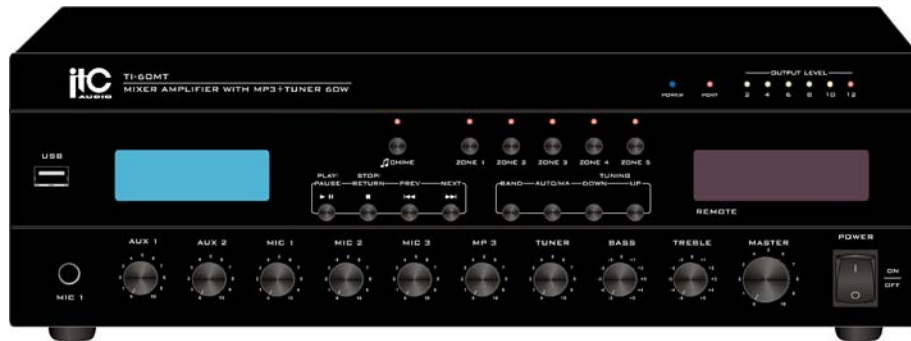 itC
AUDIO
TI-60MT
MIXER AMPLIFIER WITH MP3+TUNER 60W
OUTPUT LEVEL
POWER PORT 2 4 6 8 10 12
USB
CHIME ZONE 1 ZONE 2 ZONE 3 ZONE 4 ZONE 5
PLAY/ STOP/ TUNING
PAUSE RETURN PREV NEXT BAND AUTO/MA DOWN UP
REMOTE
AUX 1 AUX 2 MIC 1 MIC 2 MIC 3 MP 3 TUNER BASS TREBLE MASTER POWER
ON
OFF
MIC 1